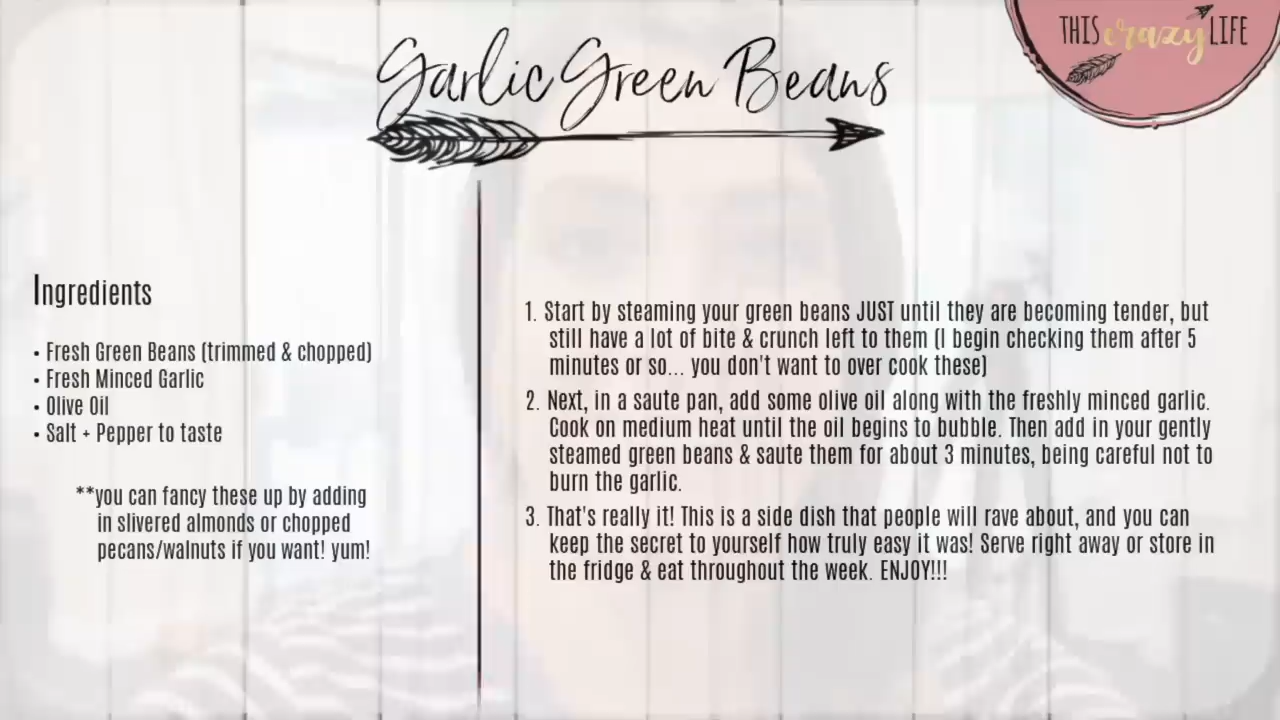 Garlic Green Beans
THIS crazy LIFE
Ingredients
• Fresh Green Beans (trimmed & chopped)
• Fresh Minced Garlic
• Olive Oil
• Salt + Pepper to taste
**you can fancy these up by adding
in slivered almonds or chopped
pecans/walnuts if you want! yum!
1. Start by steaming your green beans JUST until they are becoming tender, but
still have a lot of bite & crunch left to them (I begin checking them after 5
minutes or so... you don't want to over cook these)
2. Next, in a saute pan, add some olive oil along with the freshly minced garlic.
Cook on medium heat until the oil begins to bubble. Then add in your gently
steamed green beans & saute them for about 3 minutes, being careful not to
burn the garlic.
3. That's really it! This is a side dish that people will rave about, and you can
keep the secret to yourself how truly easy it was! Serve right away or store in
the fridge & eat throughout the week. ENJOY!!!